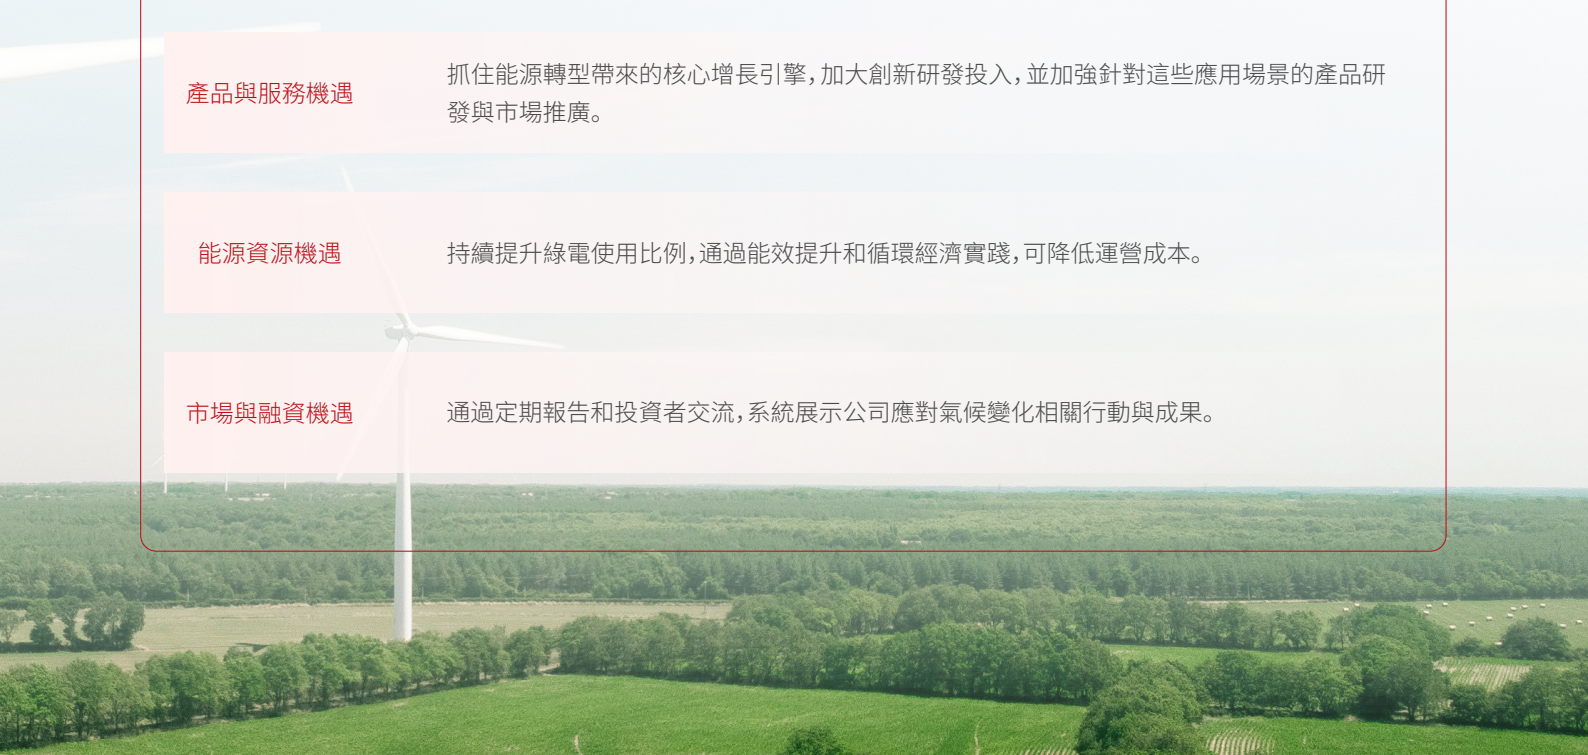 產品與服務機遇
抓住能源轉型帶來的核心增長引擎，加大創新研發投入，並加強針對這些應用場景的產品研
發與市場推廣。
能源資源機遇
持續提升綠電使用比例，通過能效提升和循環經濟實踐，可降低運營成本。
市場與融資機遇
通過定期報告和投資者交流，系統展示公司應對氣候變化相關行動與成果。